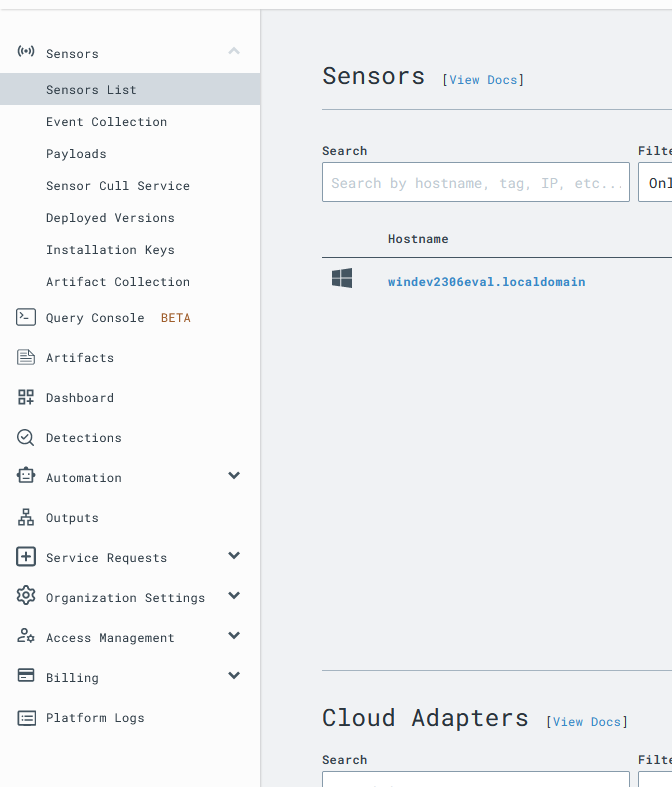 Sensors
Sensors List
Event Collection
Payloads
Sensor Cull Service
Deployed Versions
Installation Keys
Artifact Collection
Query Console BETA
Artifacts
Dashboard
Detections
Automation
Outputs
Service Requests
Organization Settings
Access Management
Billing
Platform Logs
Sensors [View Docs]
Search Filte
Search by hostname, tag, IP, etc... Onl
Hostname
windev2306eval.localdomain
Cloud Adapters [View Docs]
Search Filte